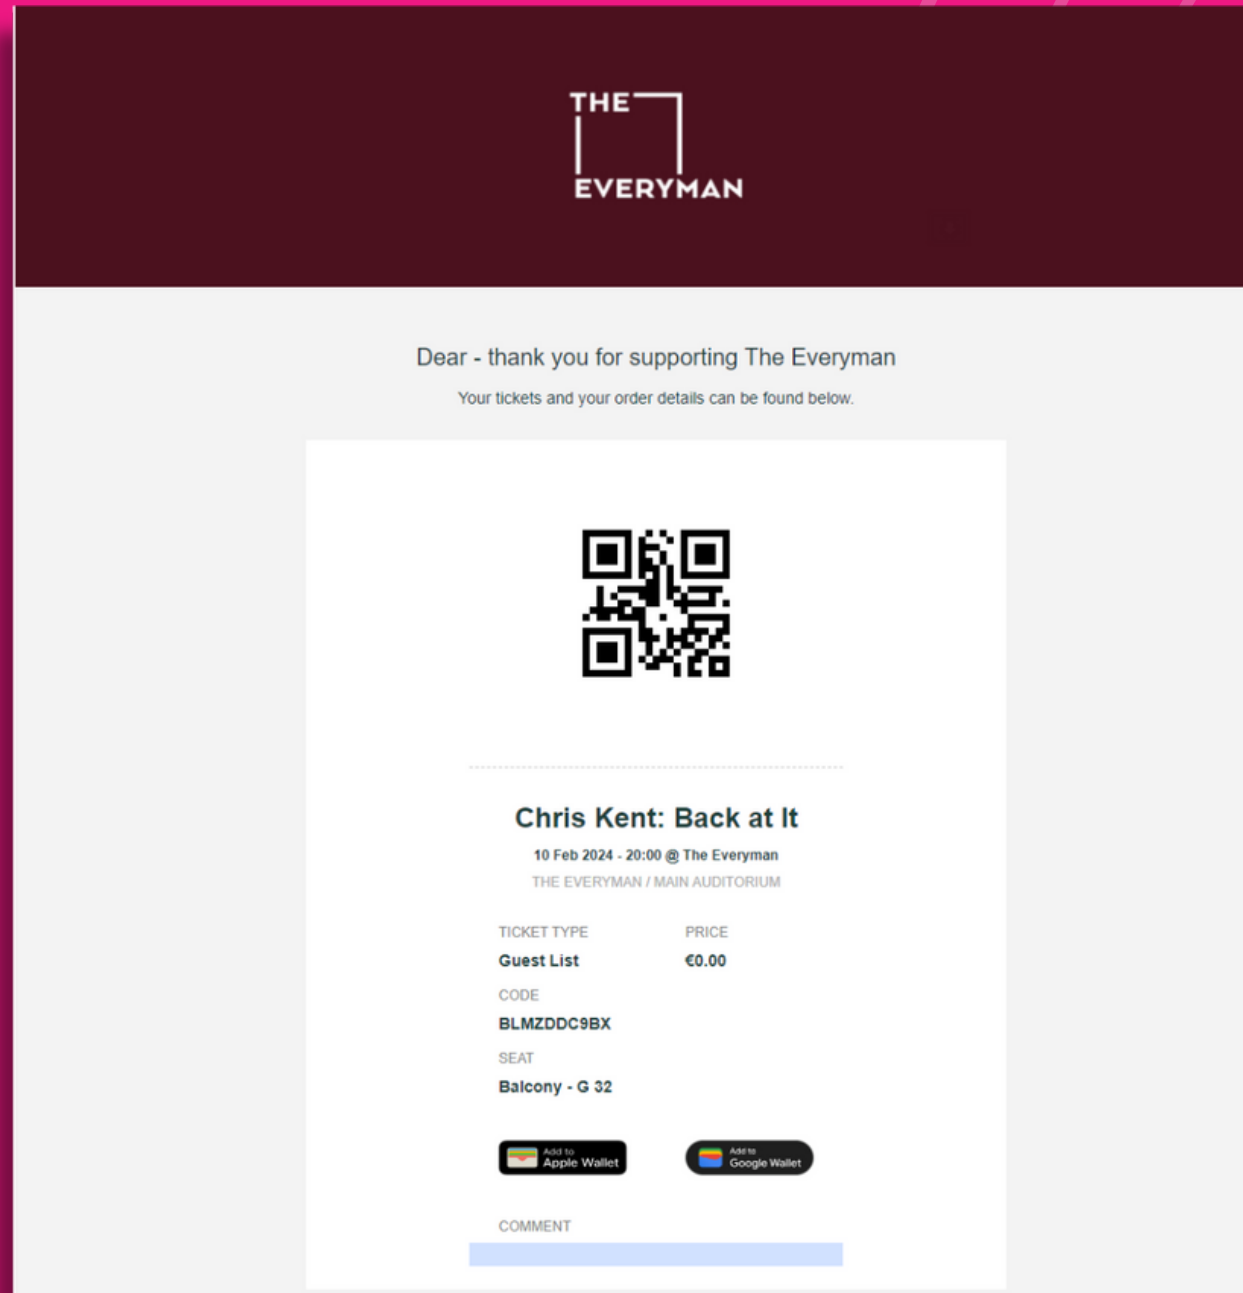 THE
EVERYMAN
Dear - thank you for supporting The Everyman
Your tickets and your order details can be found below.
Chris Kent: Back at It
10 Feb 2024 - 20:00 @ The Everyman
THE EVERYMAN / MAIN AUDITORIUM
TICKET TYPE PRICE
Guest List €0.00
CODE
BLMZDDC9BX
SEAT
Balcony - G 32
Add to Apple Wallet
Add to Google Wallet
COMMENT